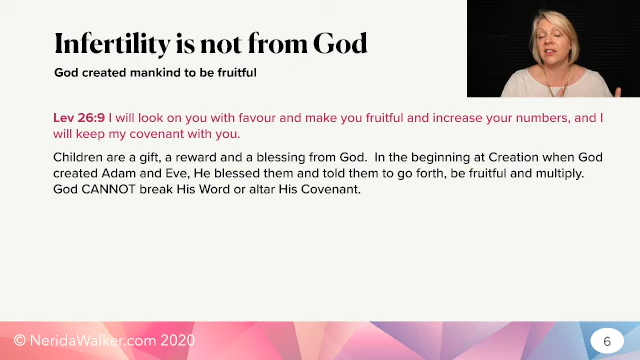 Infertility is not from God
God created mankind to be fruitful
Lev 26:9 I will look on you with favour and make you fruitful and increase your numbers, and I
will keep my covenant with you.
Children are a gift, a reward and a blessing from God. In the beginning at Creation when God
created Adam and Eve, He blessed them and told them to go forth, be fruitful and multiply.
God CANNOT break His Word or altar His Covenant.
© NeridaWalker.com 2020
6